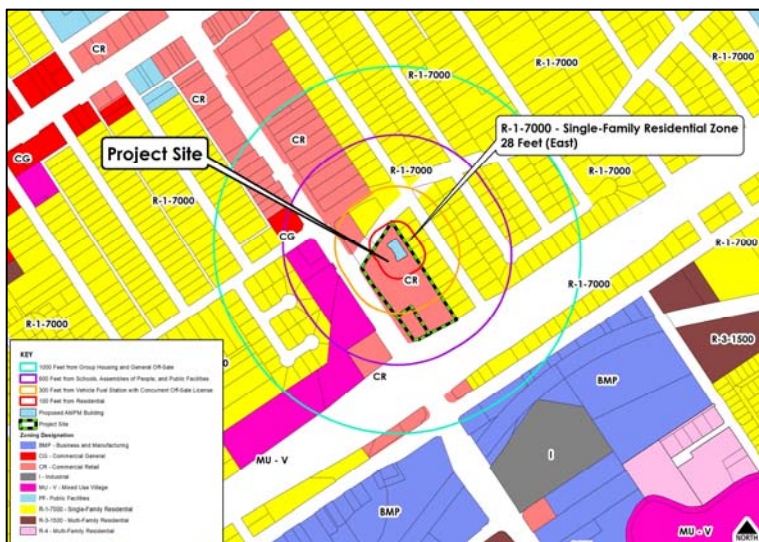 CR
R-1-7000
R-1-7000
R-1-7000
CR
R-1-7000 - Single-Family Residential Zone
28 Feet (East)
CR
Project Site
CG
R-1-7000
R-1-7000
CG
R-1-7000
CR
R-1-7000
R-3-1500
CR
BMP
I
MU - V
BMP
MU - V
NORTH
KEY
1000 Feet from Group Housing and General Off-Sale
600 Feet from Schools, Assemblies of People, and Public Facilities
300 Feet from Vehicle Fuel Station with Concurrent Off-Sale License
100 Feet from Residential
Proposed AM/PM Building
Project Site
Zoning Designation
BMP - Business and Manufacturing
CG - Commercial General
CR - Commercial Retail
I - Industrial
MU - V - Mixed Use Village
PF - Public Facilities
R-1-7000 - Single-Family Residential
R-3-1500 - Multi-Family Residential
R-4 - Multi-Family Residential